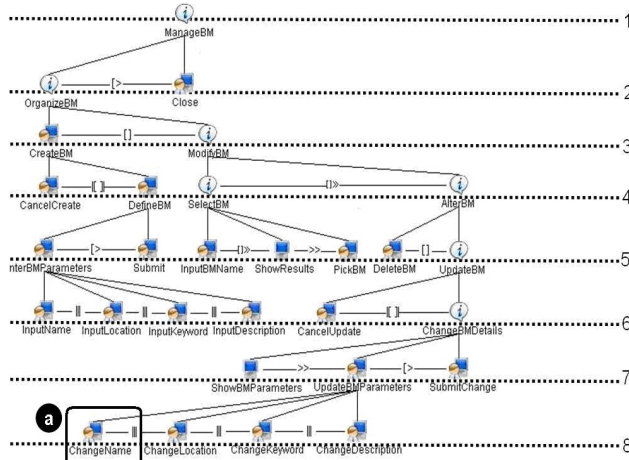 1
ManageBM
[>
2
OrganizeBM Close
[]
3
CreateBM ModifyBM
[[ ]] []»
4
CancelCreate DefineBM SelectBM AlterBM
[> []» >> []
5
nterBMParameters Submit InputBMName ShowResults PickBM DeleteBM UpdateBM
||| ||| ||| [[ ]]
6
InputName InputLocation InputKeyword InputDescription CancelUpdate ChangeBMDetails
>> [>
7
ShowBMParameters UpdateBMParameters SubmitChange
a
||| ||| |||
8
ChangeName ChangeLocation ChangeKeyword ChangeDescription